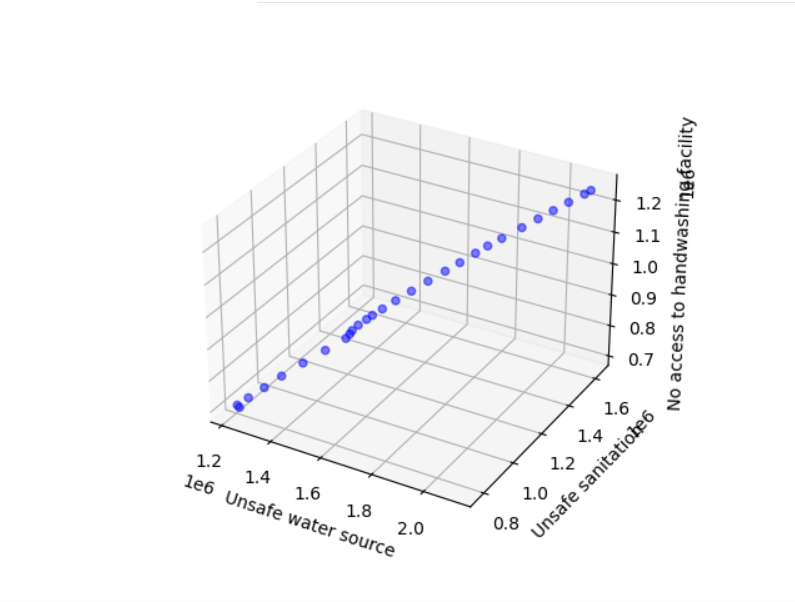 No access to handwashing facility
1e6
1.2
1.1
1.0
0.9
0.8
0.7
1.6
1.4
1.2
1.0
0.8
1e6
Unsafe sanitation
1.2
1.4
1.6
1.8
2.0
1e6
Unsafe water source